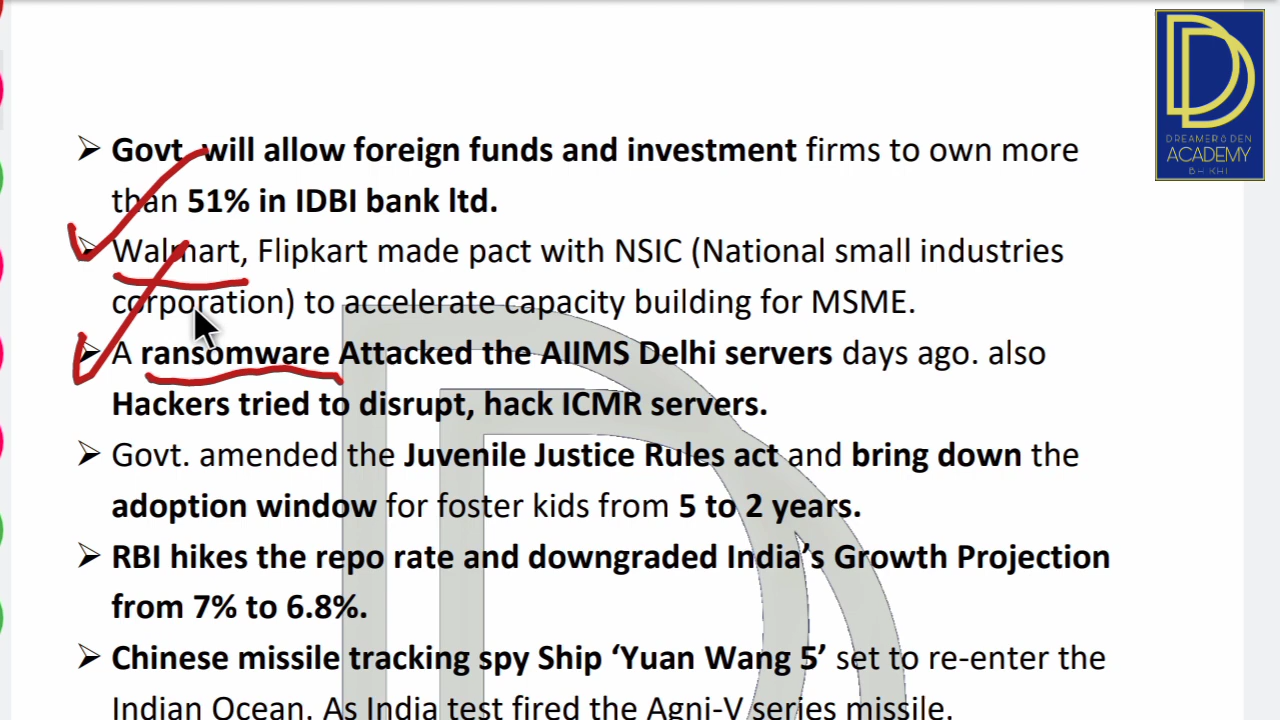 DREAMER'S DEN
ACADEMY
BHIKHI
Govt. will allow foreign funds and investment firms to own more
than 51% in IDBI bank ltd.
Walmart, Flipkart made pact with NSIC (National small industries
corporation) to accelerate capacity building for MSME.
A ransomware Attacked the AIIMS Delhi servers days ago. also
Hackers tried to disrupt, hack ICMR servers.
Govt. amended the Juvenile Justice Rules act and bring down the
adoption window for foster kids from 5 to 2 years.
RBI hikes the repo rate and downgraded India’s Growth Projection
from 7% to 6.8%.
Chinese missile tracking spy Ship ‘Yuan Wang 5’ set to re-enter the
Indian Ocean. As India test fired the Agni-V series missile.